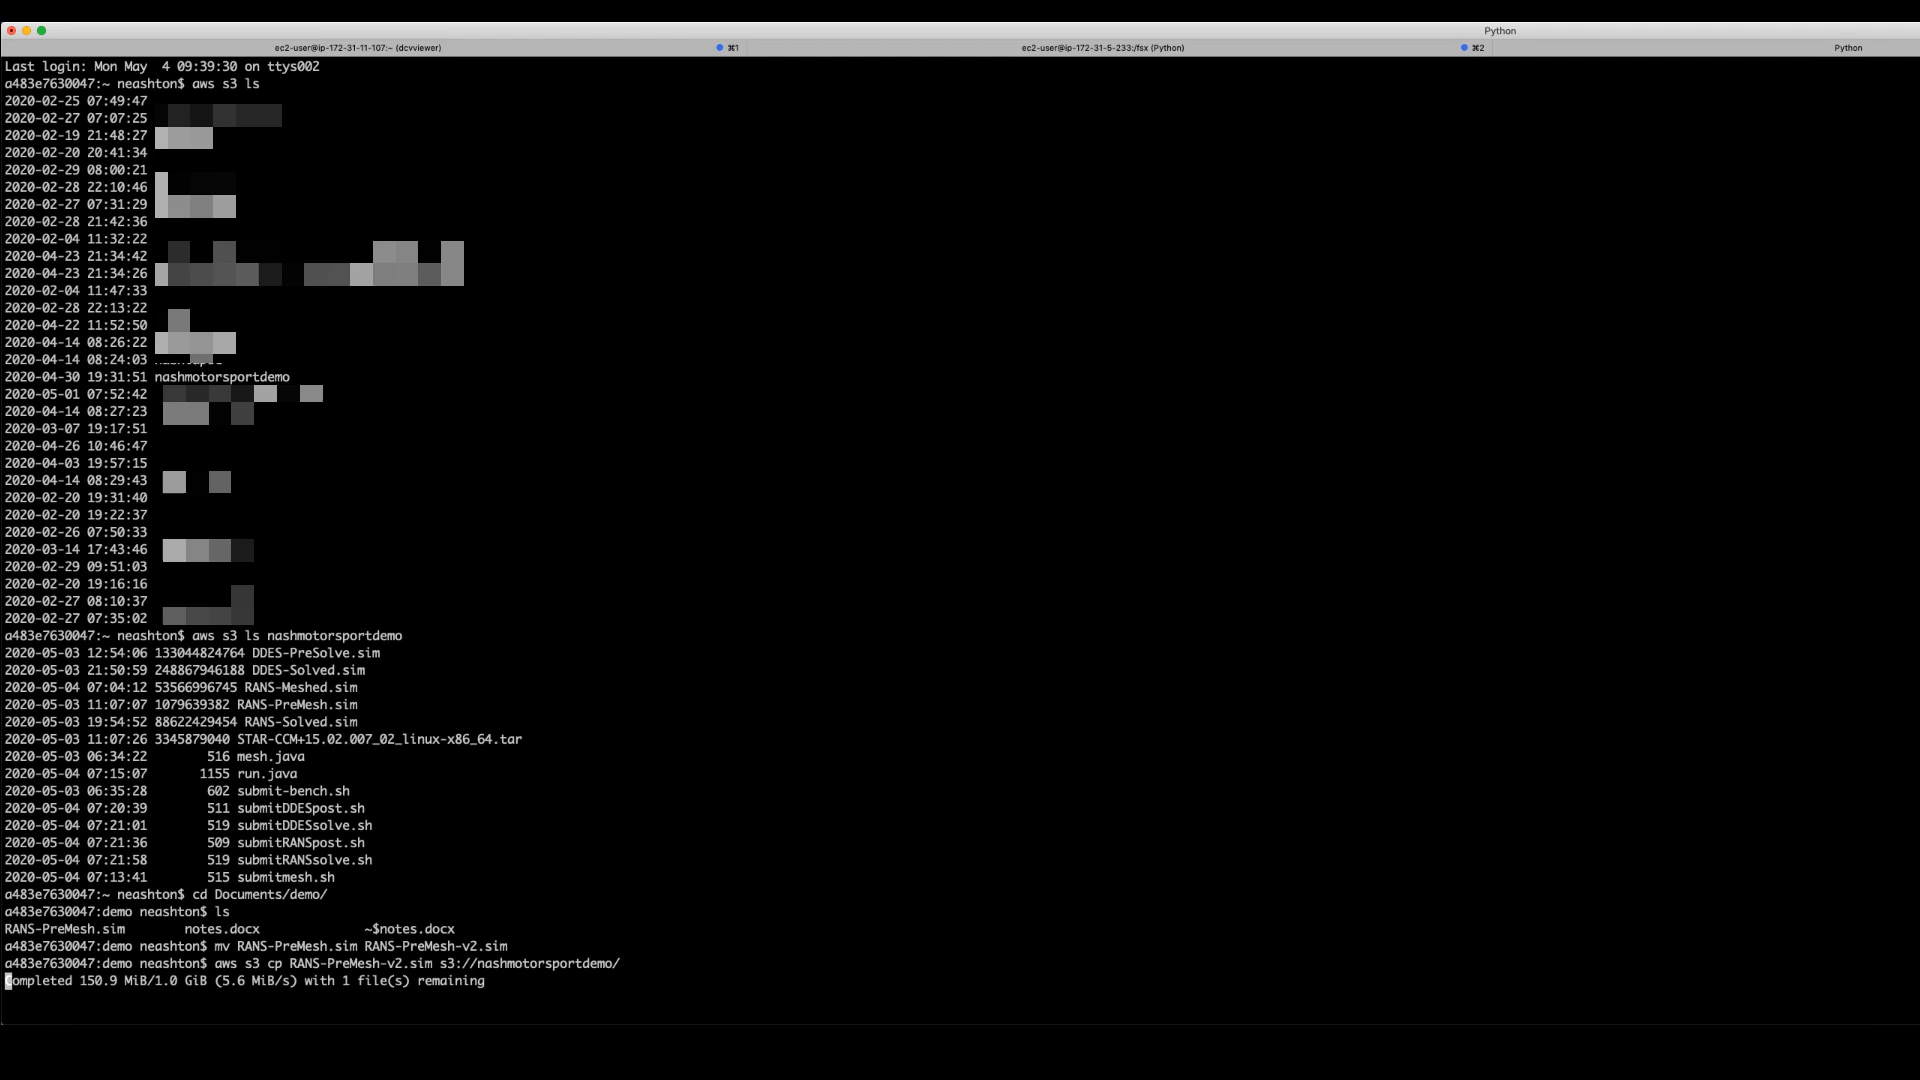 Python
ec2-user@ip-172-31-11-107:~ (dcvviewer) ⌘1 ec2-user@ip-172-31-5-233:/fsx (Python) ⌘2 Python
Last login: Mon May  4 09:39:30 on ttys002
a483e7630047:~ neashton$ aws s3 ls
2020-02-25 07:49:47
2020-02-27 07:07:25
2020-02-19 21:48:27
2020-02-20 20:41:34
2020-02-29 08:00:21
2020-02-28 22:10:46
2020-02-27 07:31:29
2020-02-28 21:42:36
2020-02-04 11:32:22
2020-04-23 21:34:42
2020-04-23 21:34:26
2020-02-04 11:47:33
2020-02-28 22:13:22
2020-04-22 11:52:50
2020-04-14 08:26:22
2020-04-14 08:24:03
2020-04-30 19:31:51 nashmotorsportdemo
2020-05-01 07:52:42
2020-04-14 08:27:23
2020-03-07 19:17:51
2020-04-26 10:46:47
2020-04-03 19:57:15
2020-04-14 08:29:43
2020-02-20 19:31:40
2020-02-20 19:22:37
2020-02-26 07:50:33
2020-03-14 17:43:46
2020-02-29 09:51:03
2020-02-20 19:16:16
2020-02-27 08:10:37
2020-02-27 07:35:02
a483e7630047:~ neashton$ aws s3 ls nashmotorsportdemo
2020-05-03 12:54:06 133044824764 DDES-PreSolve.sim
2020-05-03 21:50:59 248867946188 DDES-Solved.sim
2020-05-04 07:04:12 53566996745 RANS-Meshed.sim
2020-05-03 11:07:07 1079639382 RANS-PreMesh.sim
2020-05-03 19:54:52 88622429454 RANS-Solved.sim
2020-05-03 11:07:26 3345879040 STAR-CCM+15.02.007_02_linux-x86_64.tar
2020-05-03 06:34:22        516 mesh.java
2020-05-04 07:15:07       1155 run.java
2020-05-03 06:35:28        602 submit-bench.sh
2020-05-04 07:20:39        511 submitDDESpost.sh
2020-05-04 07:21:01        519 submitDDESsolve.sh
2020-05-04 07:21:36        509 submitRANSpost.sh
2020-05-04 07:21:58        519 submitRANSsolve.sh
2020-05-04 07:13:41        515 submitmesh.sh
a483e7630047:~ neashton$ cd Documents/demo/
a483e7630047:demo neashton$ ls
RANS-PreMesh.sim        notes.docx              ~$notes.docx
a483e7630047:demo neashton$ mv RANS-PreMesh.sim RANS-PreMesh-v2.sim
a483e7630047:demo neashton$ aws s3 cp RANS-PreMesh-v2.sim s3://nashmotorsportdemo/
Completed 150.9 MiB/1.0 GiB (5.6 MiB/s) with 1 file(s) remaining